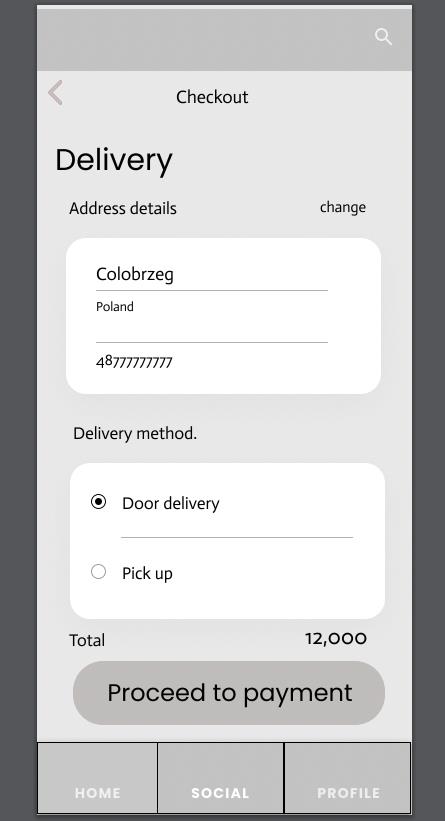 Checkout
Delivery
Address details change
Colobrzeg
Poland
48777777777
Delivery method.
Door delivery
Pick up
Total 12,000
Proceed to payment
HOME SOCIAL PROFILE